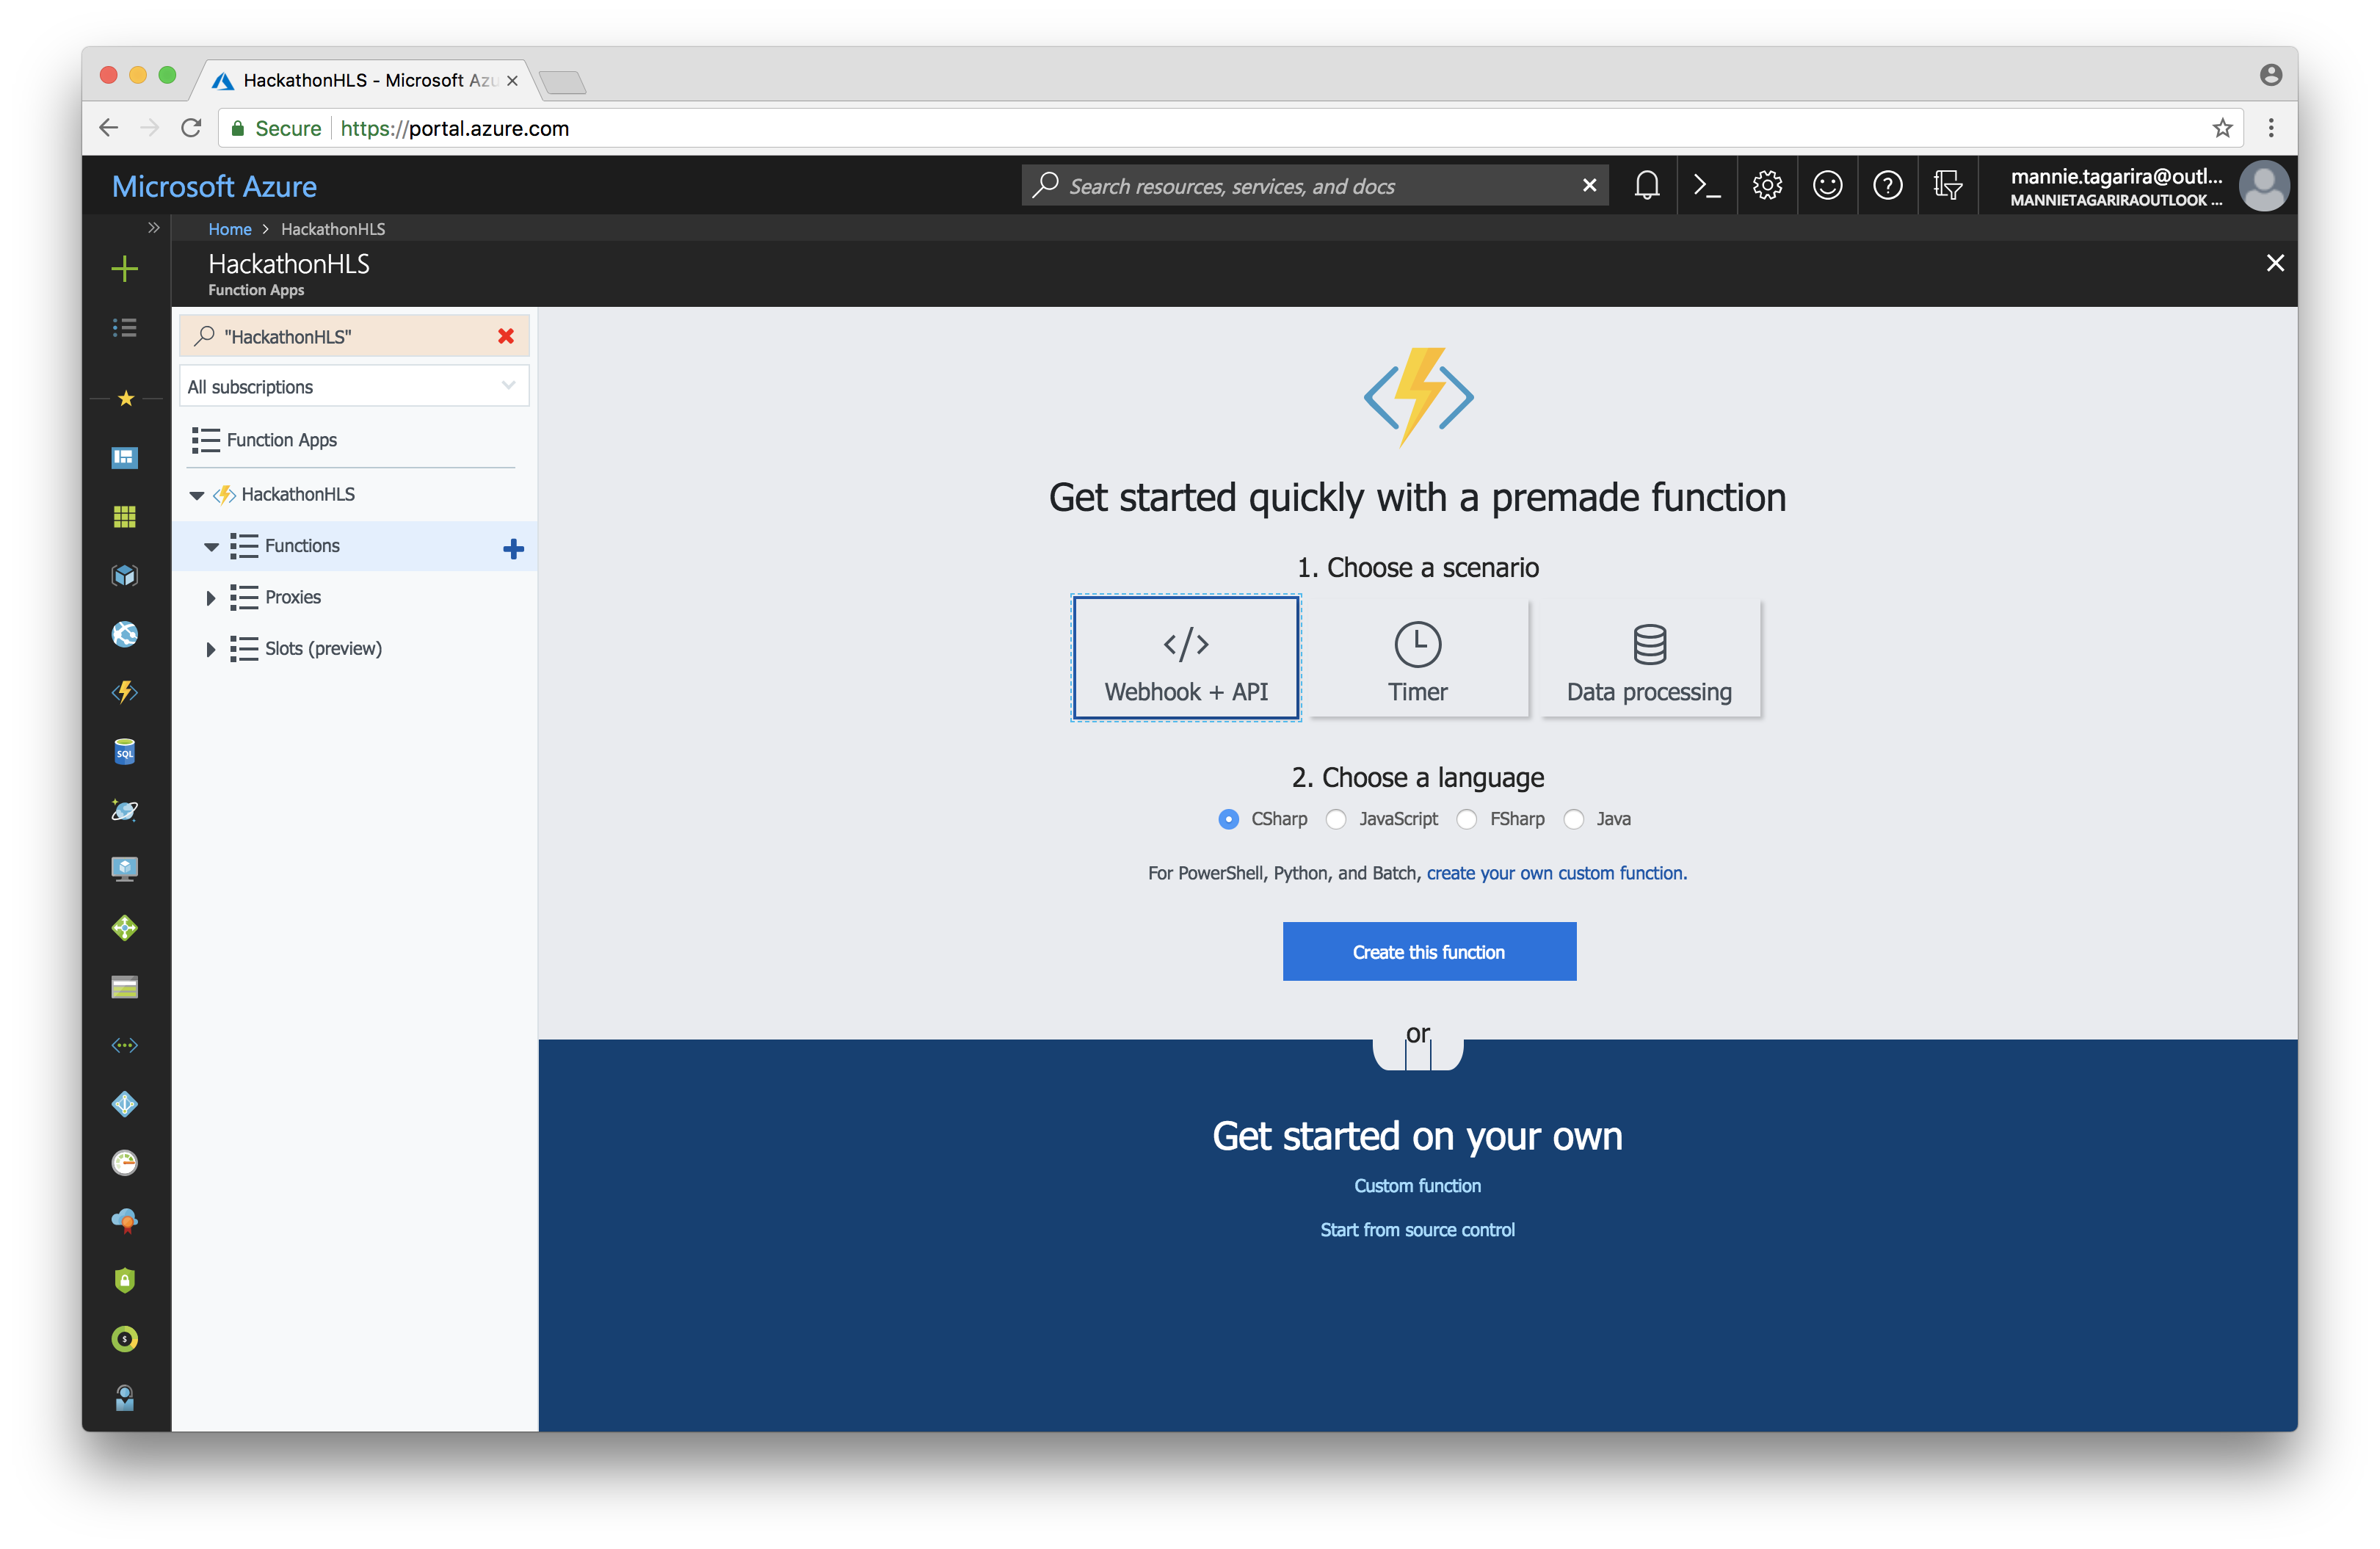 HackathonHLS - Microsoft Azu
Secure https://portal.azure.com
Microsoft Azure
Search resources, services, and docs
mannie.tagarira@outl...
MANNIETAGARIRAOUTLOOK ...
Home > HackathonHLS
HackathonHLS
Function Apps
"HackathonHLS"
All subscriptions
Function Apps
HackathonHLS
Functions
Proxies
Slots (preview)
Get started quickly with a premade function
1. Choose a scenario
Webhook + API
Timer
Data processing
2. Choose a language
CSharp JavaScript FSharp Java
For PowerShell, Python, and Batch, create your own custom function.
Create this function
or
Get started on your own
Custom function
Start from source control
SQL